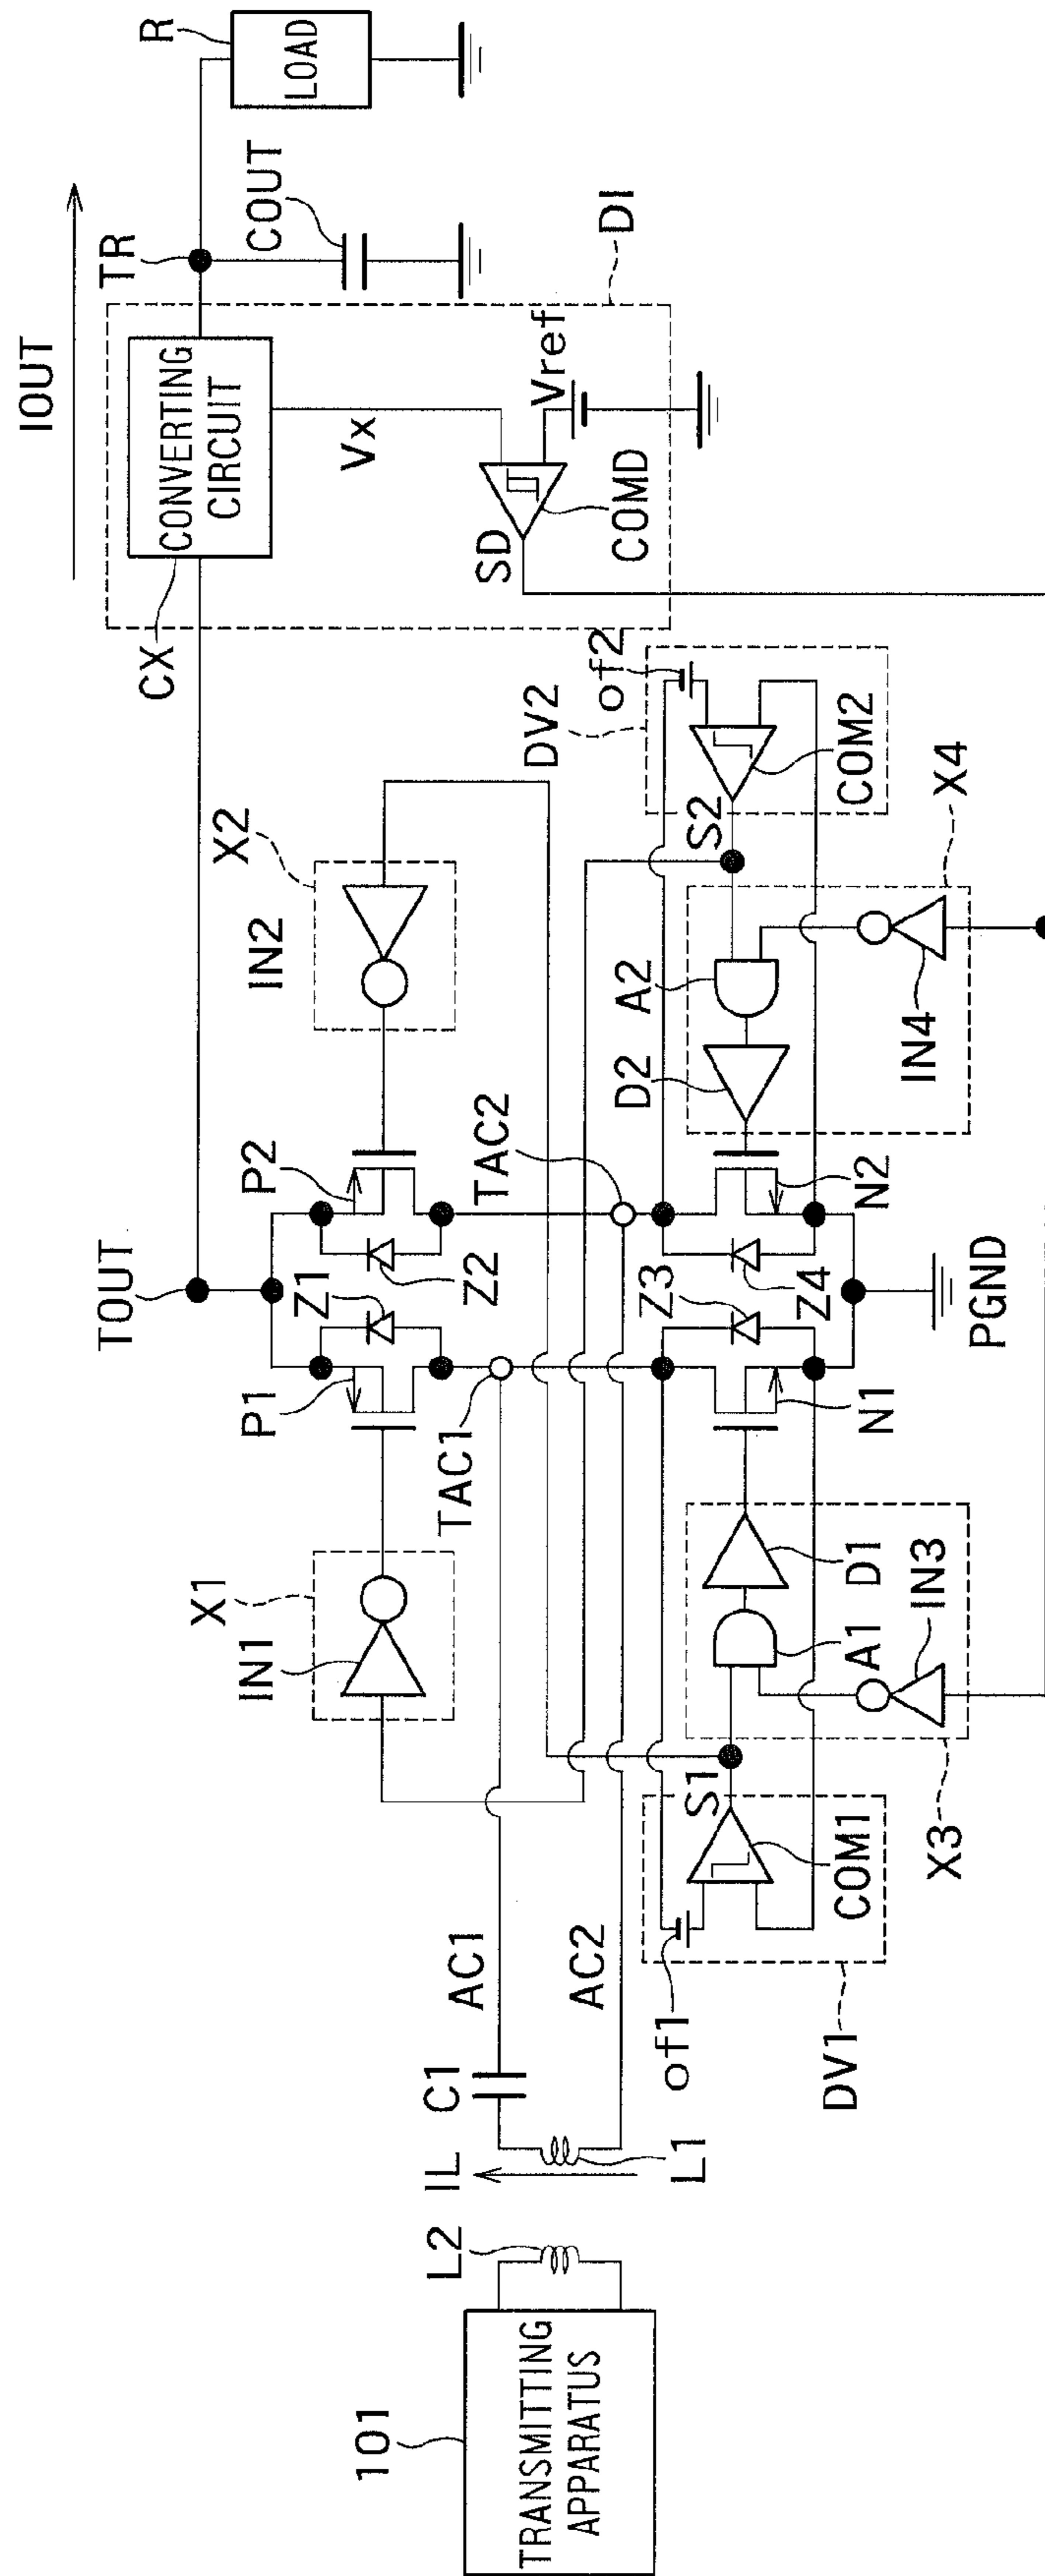 101
TRANSMITTING
APPARATUS
L2
IL
L1
C1
AC1
AC2
of1
DV1
COM1
S1
X3
A1
IN3
D1
X1
IN1
TAC1
P1
Z1
TOUT
P2
Z2
TAC2
Z3
Z4
N1
N2
PGND
X2
IN2
D2
A2
IN4
X4
S2
COM2
DV2
of2
CX
CONVERTING
CIRCUIT
IOUT
Vx
SD
COMD
Vref
DI
TR
COUT
R
LOAD